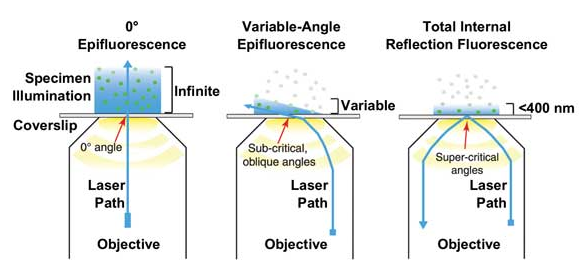 0°
Epifluorescence
Specimen
Illumination
Infinite
Coverslip
0° angle
Laser
Path
Objective
Variable-Angle
Epifluorescence
Variable
Sub-critical,
oblique angles
Laser
Path
Objective
Total Internal
Reflection Fluorescence
<400 nm
Super-critical
angles
Laser
Path
Objective